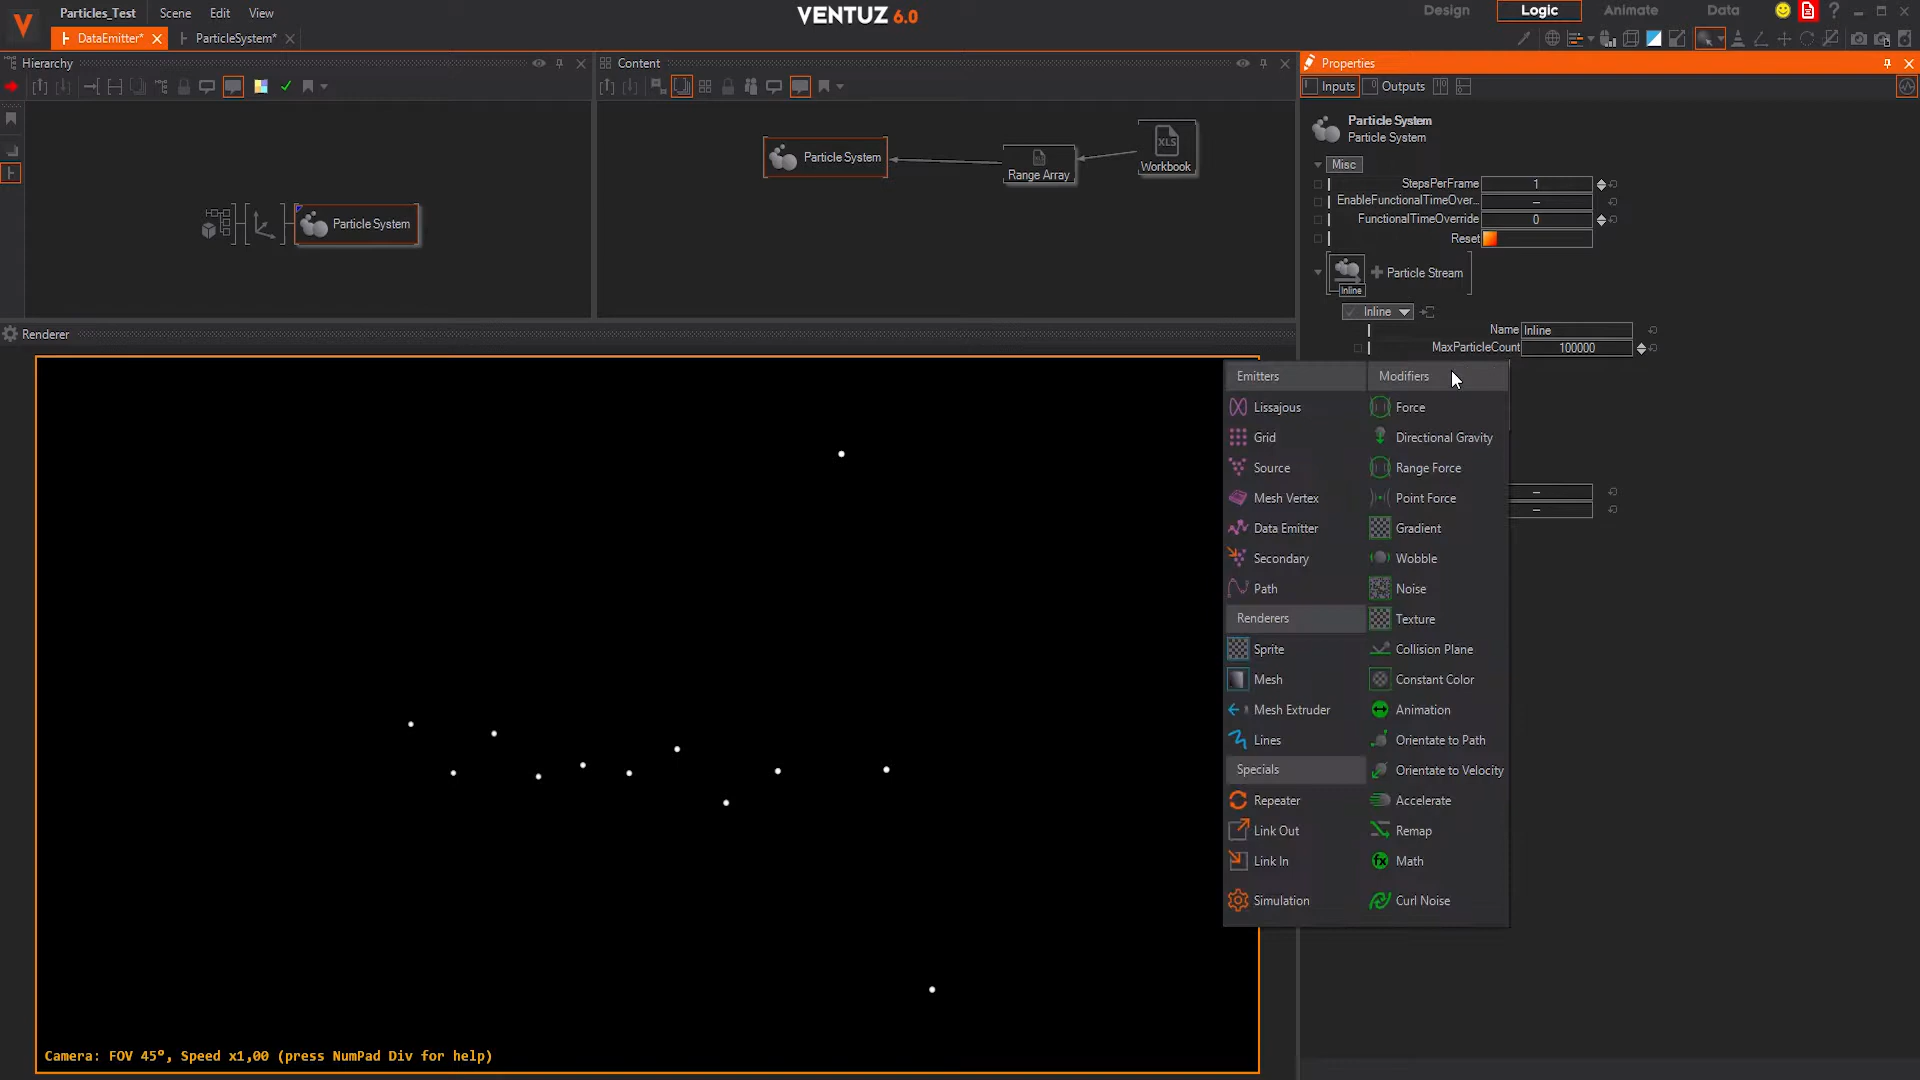 Particles_Test Scene Edit View
VENTUZ 6.0
Design Logic Animate Data
DataEmitter* ParticleSystem*
Hierarchy
Content
Properties
Inputs Outputs
Particle System
Particle System
Misc
StepsPerFrame 1
EnableFunctionalTimeOver... –
FunctionalTimeOverride 0
Reset
Particle Stream
Inline
Inline
Name Inline
MaxParticleCount 100000
–
–
Particle System
Range Array
XLS
Workbook
Particle System
Renderer
Emitters
Lissajous
Grid
Source
Mesh Vertex
Data Emitter
Secondary
Path
Renderers
Sprite
Mesh
Mesh Extruder
Lines
Specials
Repeater
Link Out
Link In
Simulation
Modifiers
Force
Directional Gravity
Range Force
Point Force
Gradient
Wobble
Noise
Texture
Collision Plane
Constant Color
Animation
Orientate to Path
Orientate to Velocity
Accelerate
Remap
fx Math
Curl Noise
Camera: FOV 45°, Speed x1,00 (press NumPad Div for help)